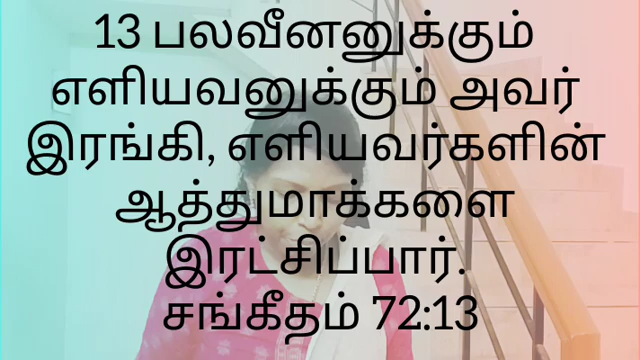 13 பலவீனனுக்கும்
எளியவனுக்கும் அவர்
இரங்கி, எளியவர்களின்
ஆத்துமாக்களை
இரட்சிப்பார்.
சங்கீதம் 72:13